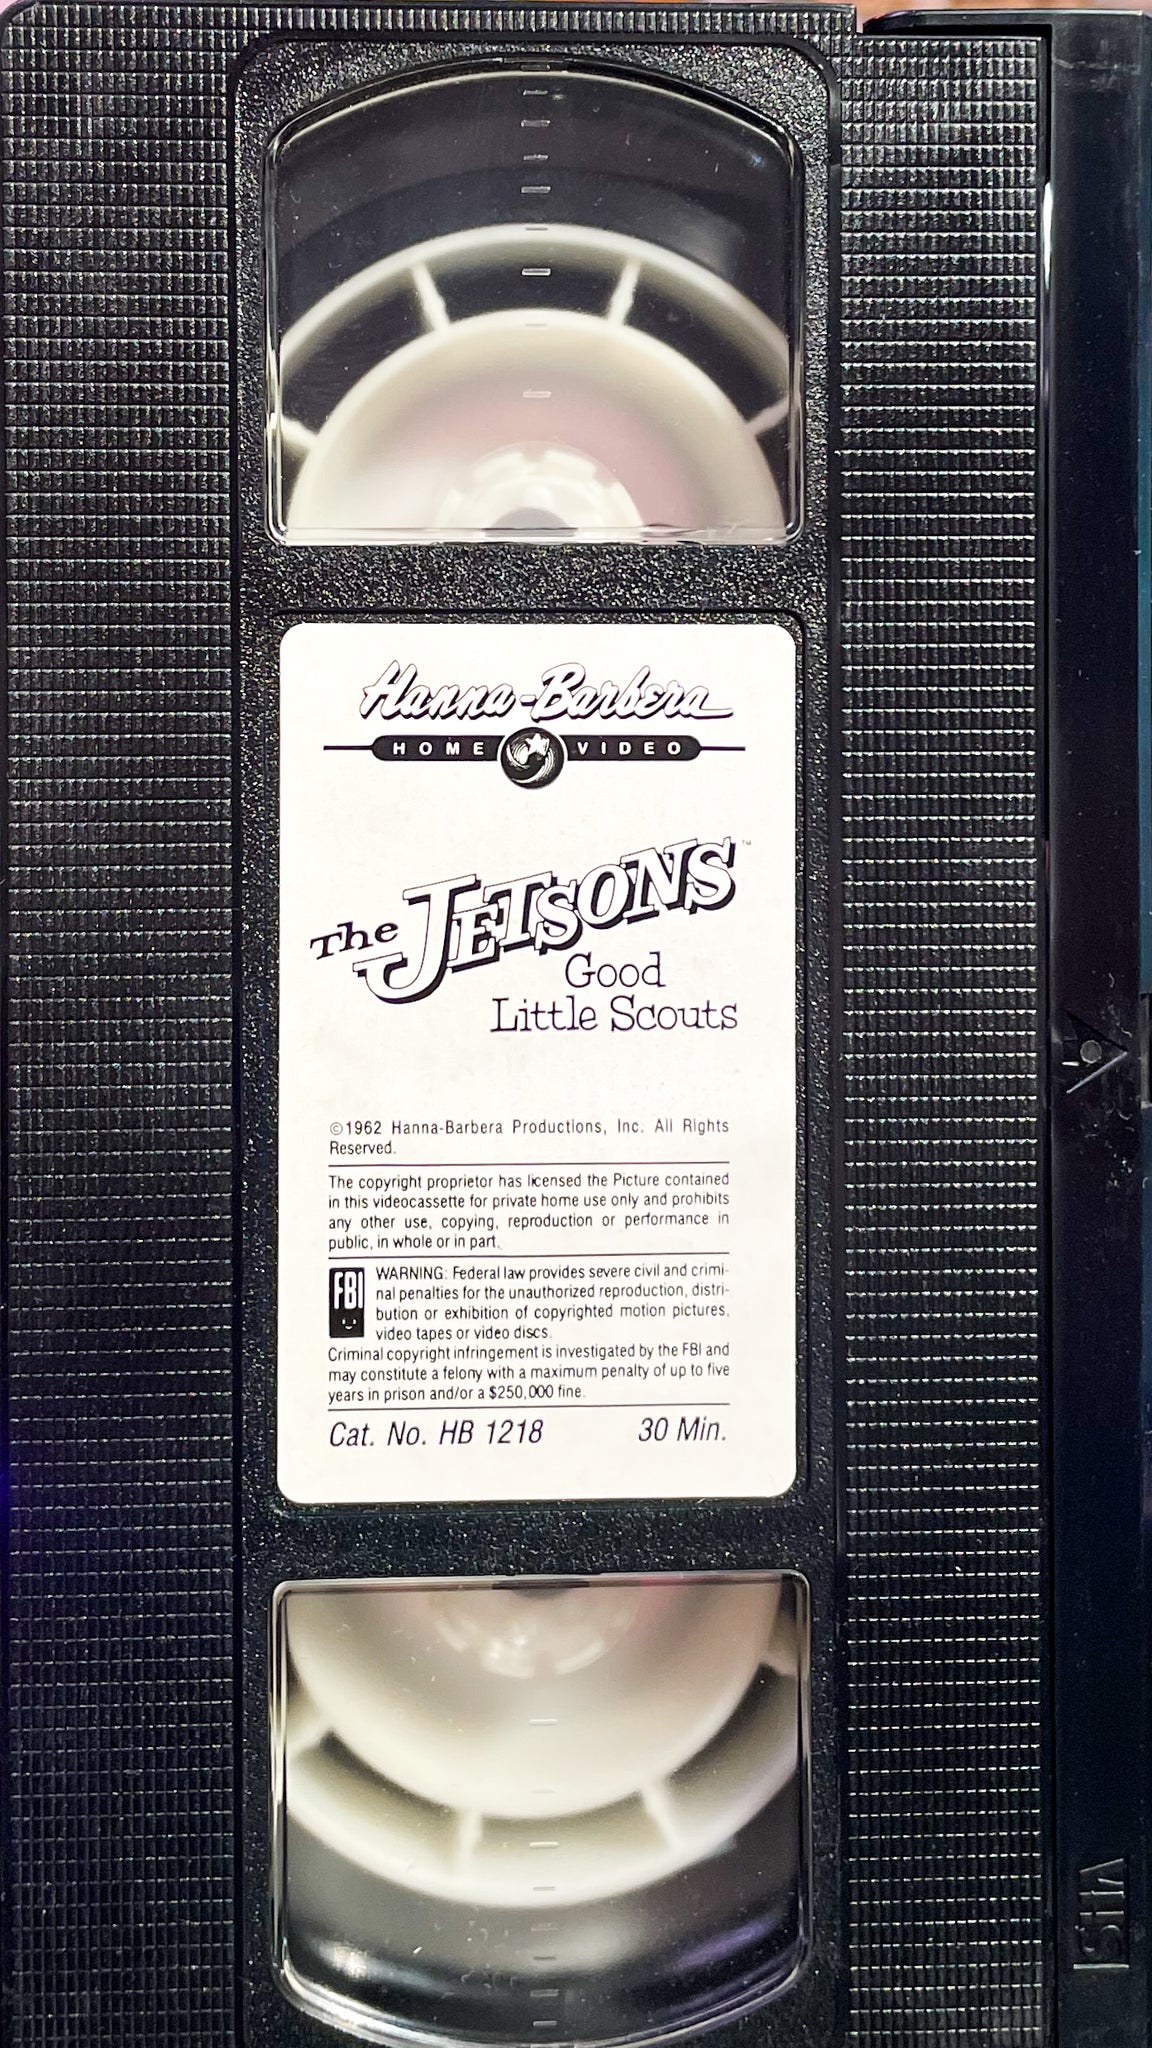 Hanna-Barbera
HOME VIDEO
The JETSONS™
Good
Little Scouts
©1962 Hanna-Barbera Productions, Inc. All Rights
Reserved.
The copyright proprietor has licensed the Picture contained
in this videocassette for private home use only and prohibits
any other use, copying, reproduction or performance in
public, in whole or in part.
FBI
WARNING: Federal law provides severe civil and crimi-
nal penalties for the unauthorized reproduction, distri-
bution or exhibition of copyrighted motion pictures,
video tapes or video discs.
Criminal copyright infringement is investigated by the FBI and
may constitute a felony with a maximum penalty of up to five
years in prison and/or a $250,000 fine.
Cat. No. HB 1218 30 Min.
VHS